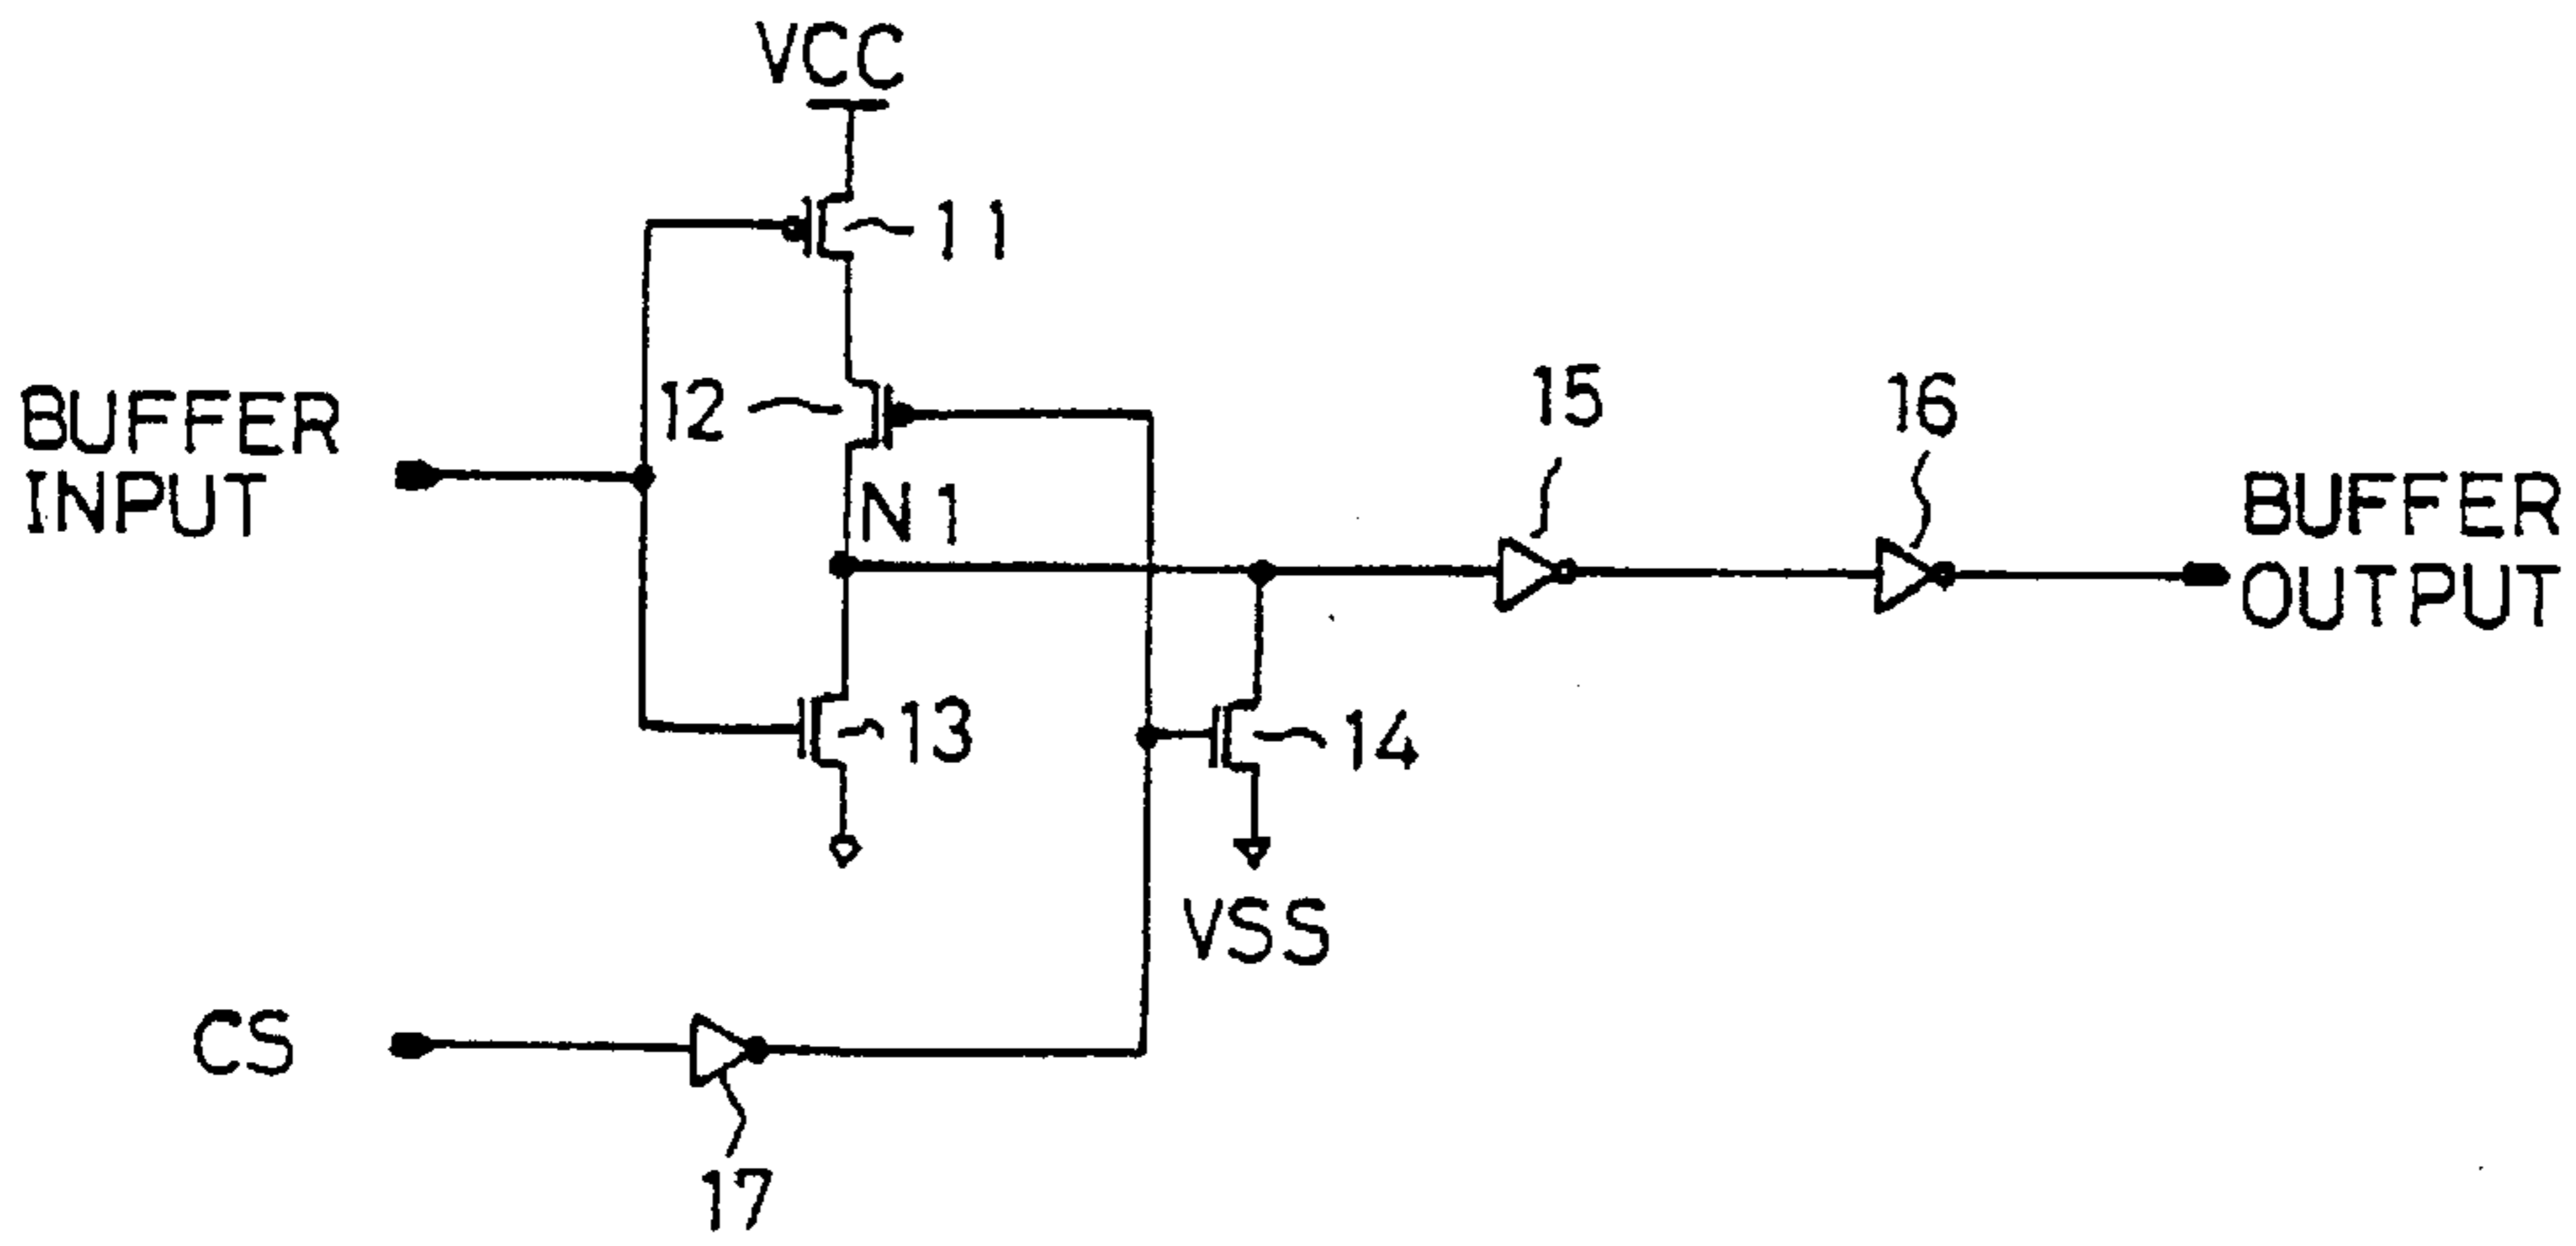 VCC
11
12
BUFFER
INPUT
N1
15
16
BUFFER
OUTPUT
13
14
VSS
CS
17